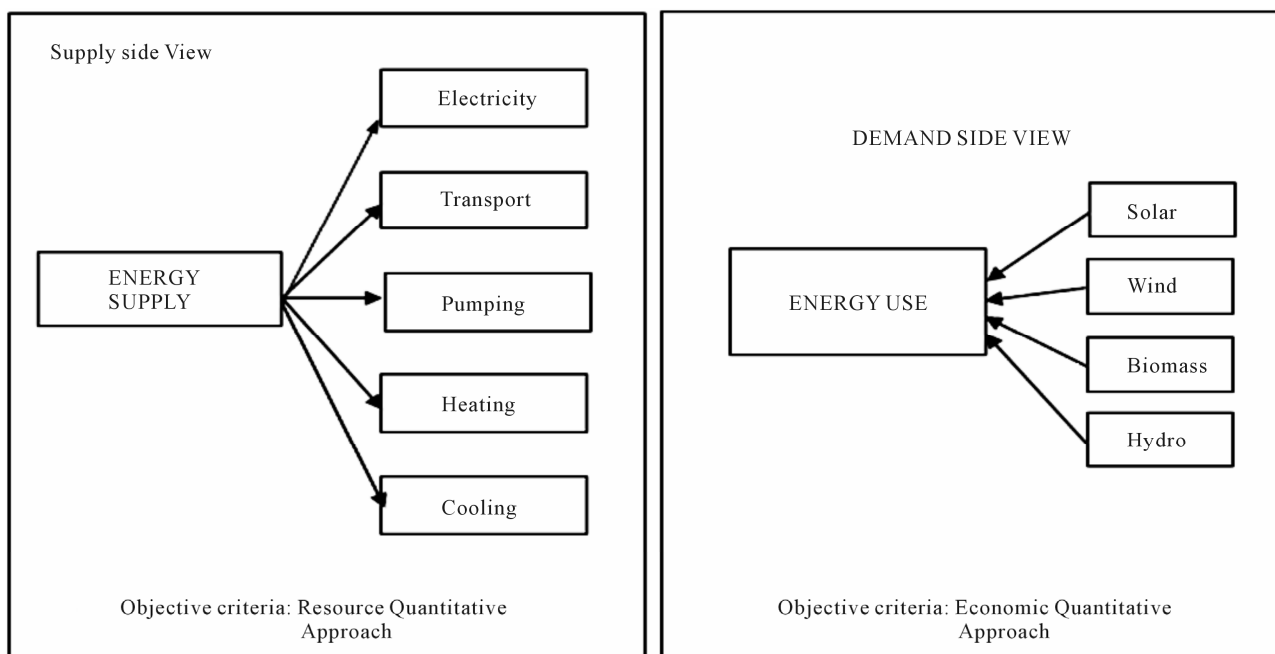 Supply side View
Electricity
Transport
ENERGY
SUPPLY
Pumping
Heating
Cooling
Objective criteria: Resource Quantitative
Approach
DEMAND SIDE VIEW
Solar
ENERGY USE
Wind
Biomass
Hydro
Objective criteria: Economic Quantitative
Approach